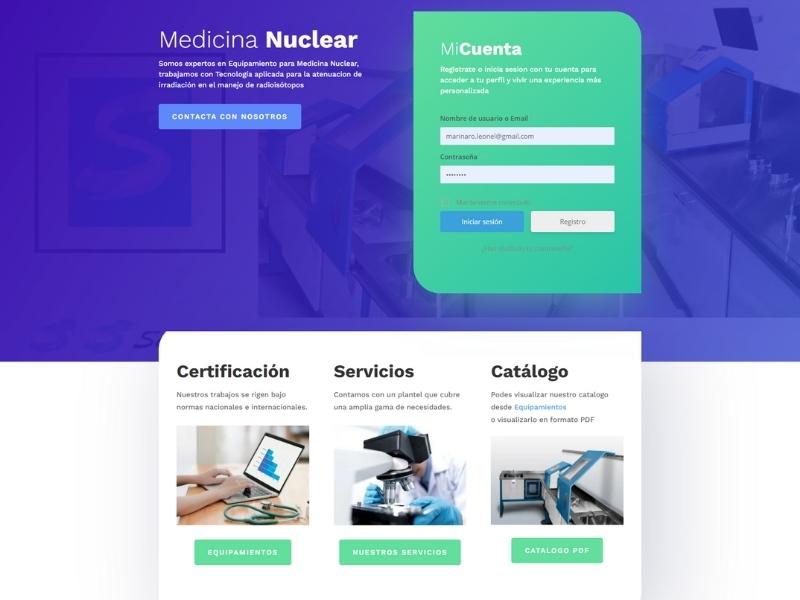 Medicina Nuclear
Somos expertos en Equipamiento para Medicina Nuclear,
trabajamos con Tecnología aplicada para la atenuacion de
irradiación en el manejo de radioisótopos
CONTACTA CON NOSOTROS
MiCuenta
Registrate o inicia sesion con tu cuenta para
acceder a tu perfil y vivir una experiencia más
personalizada
Nombre de usuario o Email
marinaro.leonel@gmail.com
Contraseña
Mantenerme conectado
Iniciar sesión
Registro
¿Has olvidado tu contraseña?
Certificación
Nuestros trabajos se rigen bajo
normas nacionales e internacionales.
EQUIPAMIENTOS
Servicios
Contamos con un plantel que cubre
una amplia gama de necesidades.
NUESTROS SERVICIOS
Catálogo
Podes visualizar nuestro catalogo
desde Equipamientos
o visualizarlo en formato PDF
CATALOGO PDF